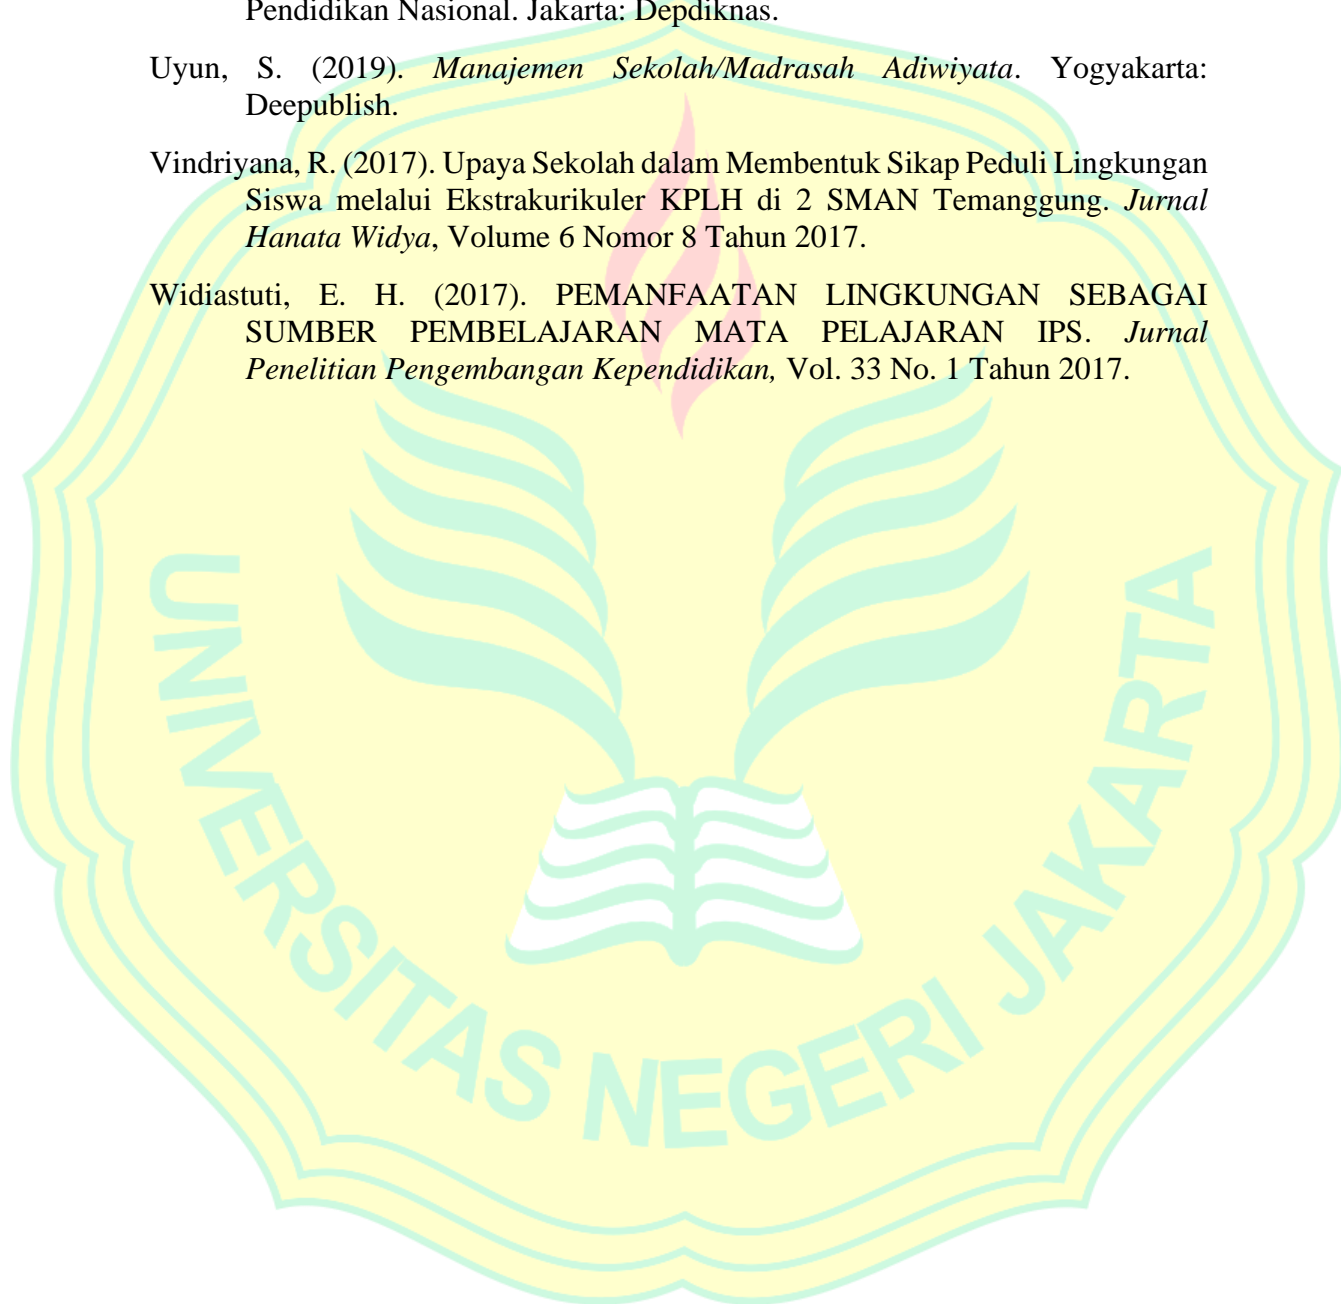 Pendidikan Nasional. Jakarta: Depdiknas.
Uyun, S. (2019). Manajemen Sekolah/Madrasah Adiwiyata. Yogyakarta:
Deepublish.
Vindriyana, R. (2017). Upaya Sekolah dalam Membentuk Sikap Peduli Lingkungan
Siswa melalui Ekstrakurikuler KPLH di 2 SMAN Temanggung. Jurnal
Hanata Widya, Volume 6 Nomor 8 Tahun 2017.
Widiastuti, E. H. (2017). PEMANFAATAN LINGKUNGAN SEBAGAI
SUMBER PEMBELAJARAN MATA PELAJARAN IPS. Jurnal
Penelitian Pengembangan Kependidikan, Vol. 33 No. 1 Tahun 2017.
UNIVERSITAS NEGERI JAKARTA